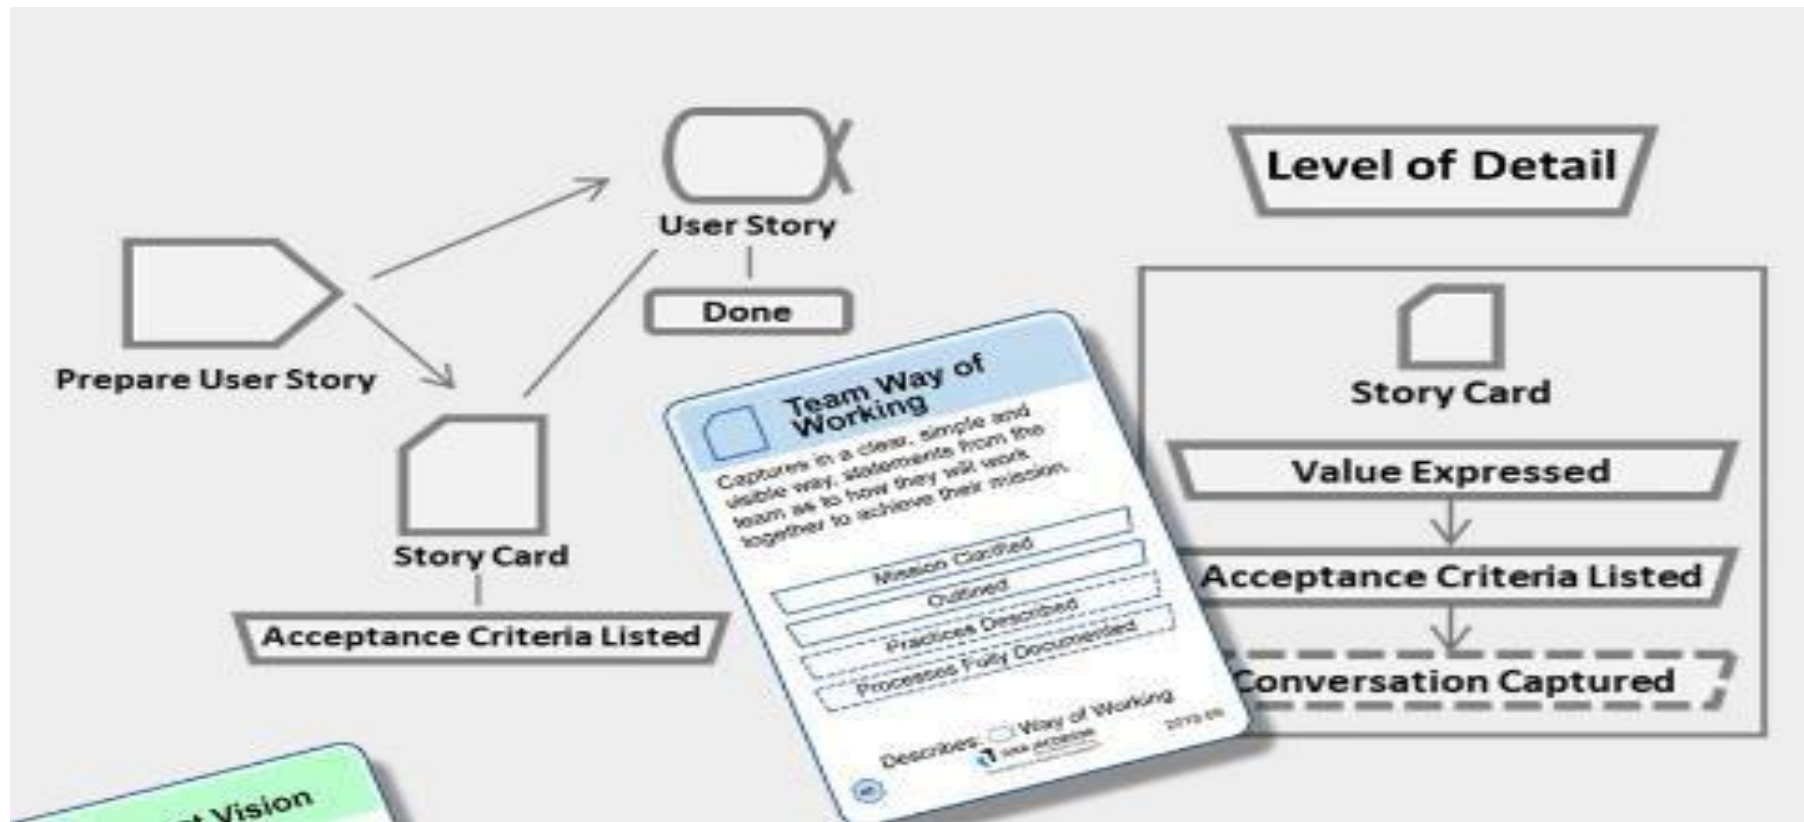 User Story
Done
Prepare User Story
Story Card
Acceptance Criteria Listed
Team Way of
Working
Captures in a clear, simple and
visible way, statements from the
team as to how they will work
together to achieve their mission.
Mission Clarified
Outlined
Practices Described
Processes Fully Documented
Describes: Way of Working
Level of Detail
Story Card
Value Expressed
Acceptance Criteria Listed
Conversation Captured
Vision